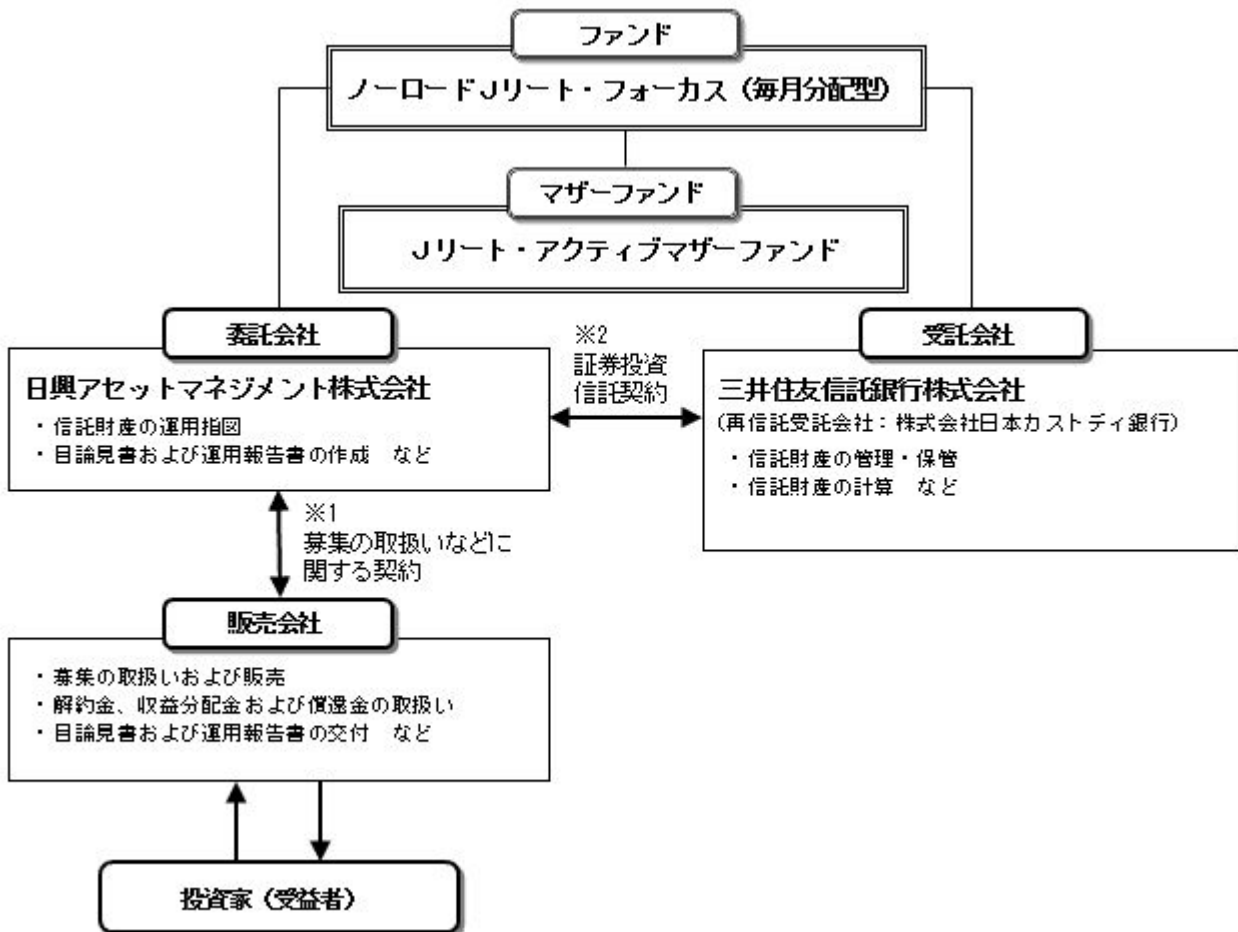 ファンド
ノーロードJリート・フォーカス（毎月分配型）
マザーファンド
Jリート・アクティブマザーファンド
委託会社
日興アセットマネジメント株式会社
・信託財産の運用指図
・目論見書および運用報告書の作成　など
※2
証券投資
信託契約
受託会社
三井住友信託銀行株式会社
（再信託受託会社：株式会社日本カストディ銀行）
・信託財産の管理・保管
・信託財産の計算　など
※1
募集の取扱いなどに
関する契約
販売会社
・募集の取扱いおよび販売
・解約金、収益分配金および償還金の取扱い
・目論見書および運用報告書の交付　など
投資家（受益者）